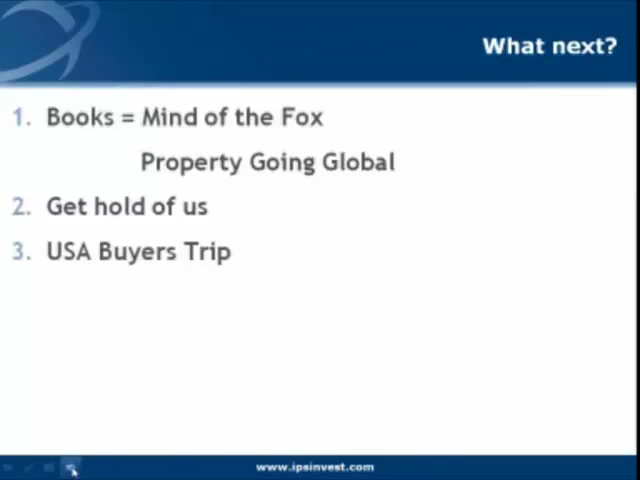 What next?
1. Books = Mind of the Fox
Property Going Global
2. Get hold of us
3. USA Buyers Trip
www.ipsinvest.com